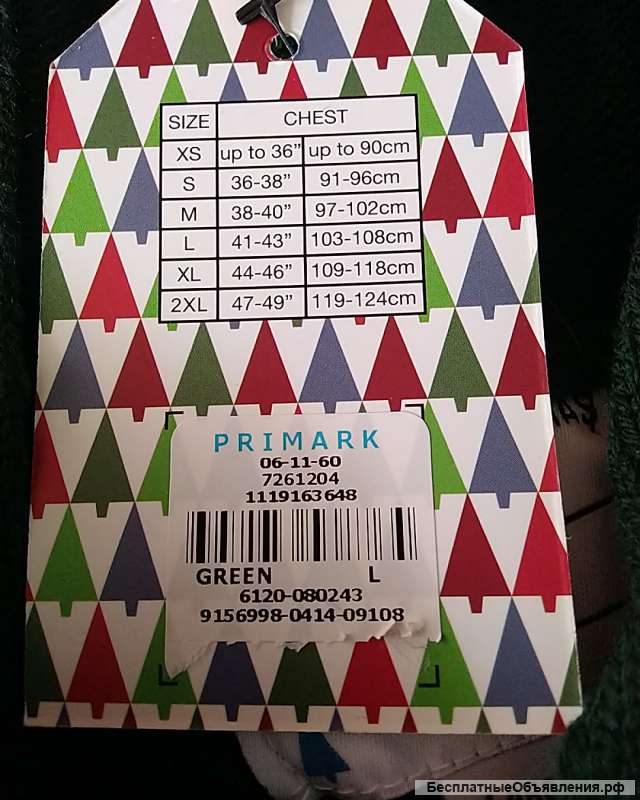 SIZE CHEST
XS up to 36” up to 90cm
S 36-38” 91-96cm
M 38-40” 97-102cm
L 41-43” 103-108cm
XL 44-46” 109-118cm
2XL 47-49” 119-124cm
PRIMARK
06-11-60
7261204
1119163648
GREEN L
6120-080243
9156998-0414-09108
БесплатныеОбъявления.рф